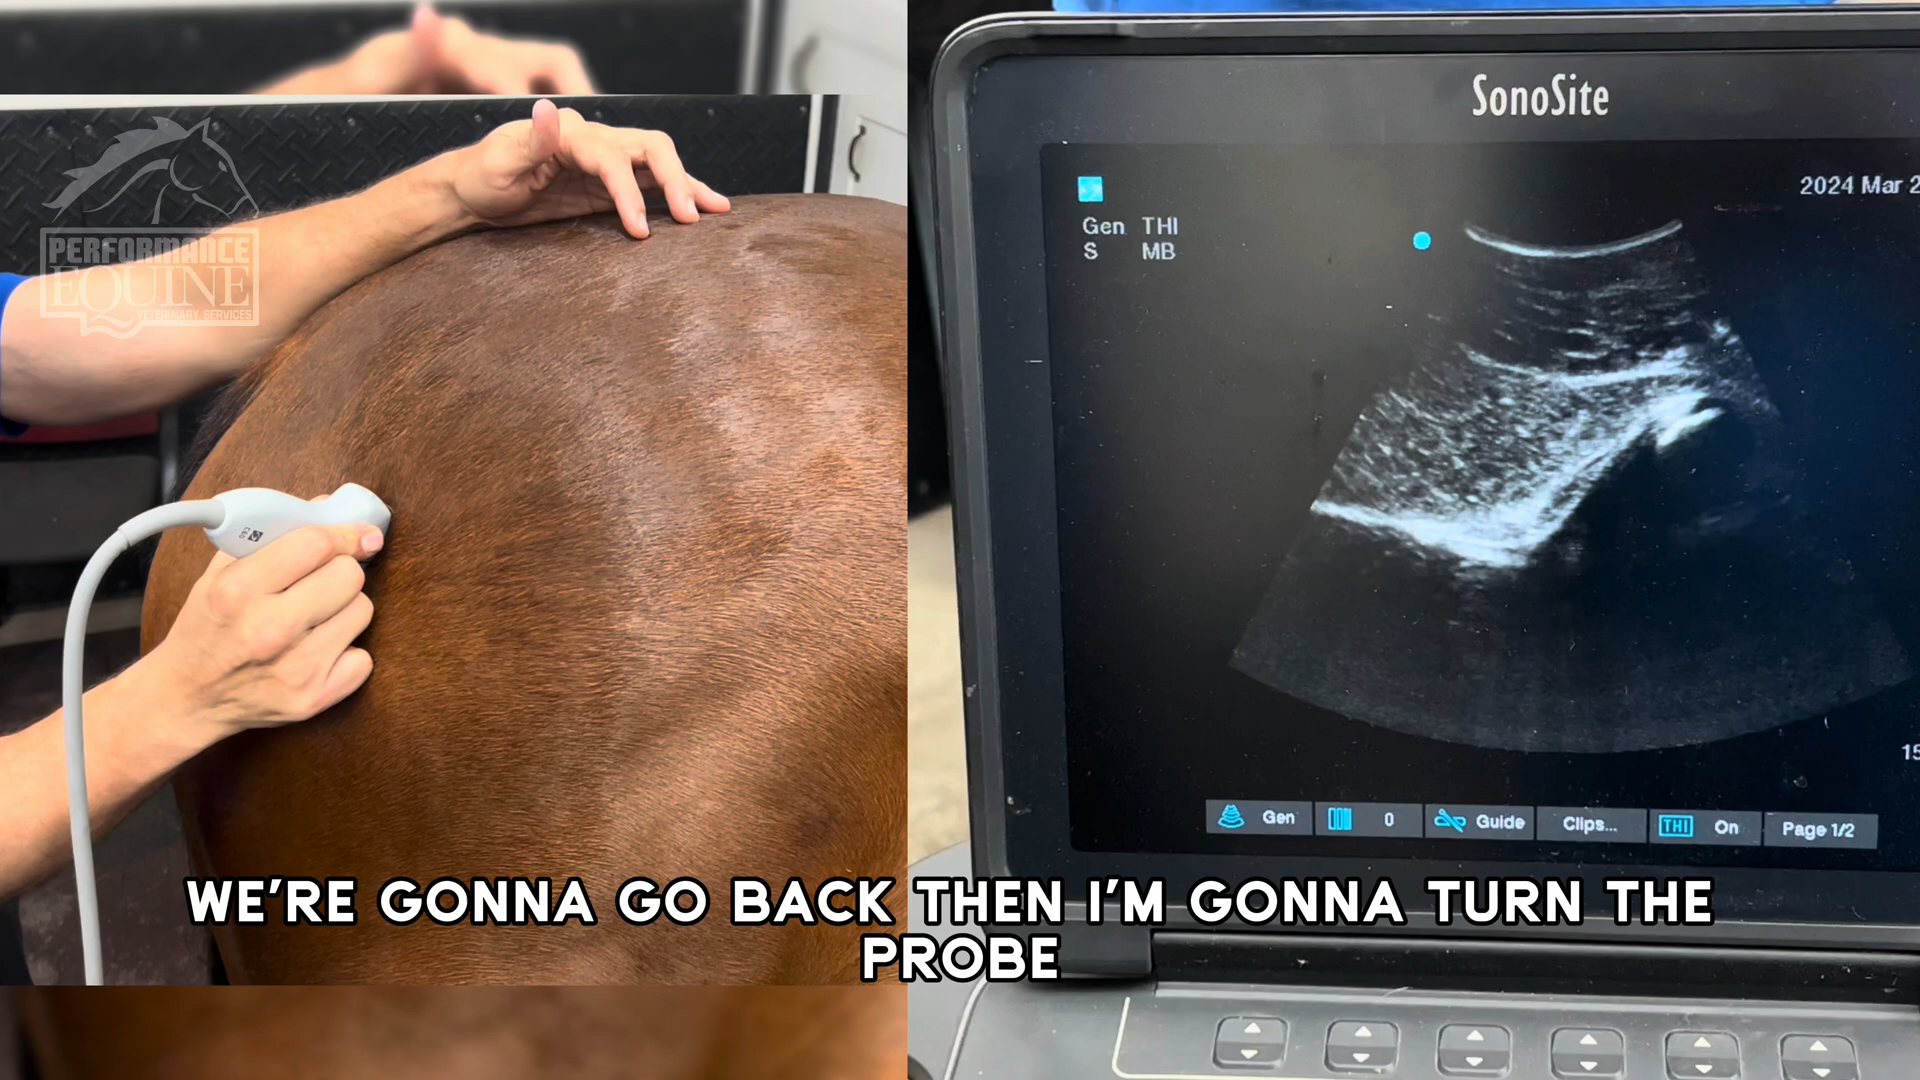 PERFORMANCE
EQUINE
VETERINARY SERVICES
SonoSite
2024 Mar 2
Gen THI
S MB
15
Gen 0 Guide Clips... THI On Page 1/2
WE'RE GONNA GO BACK THEN I'M GONNA TURN THE
PROBE